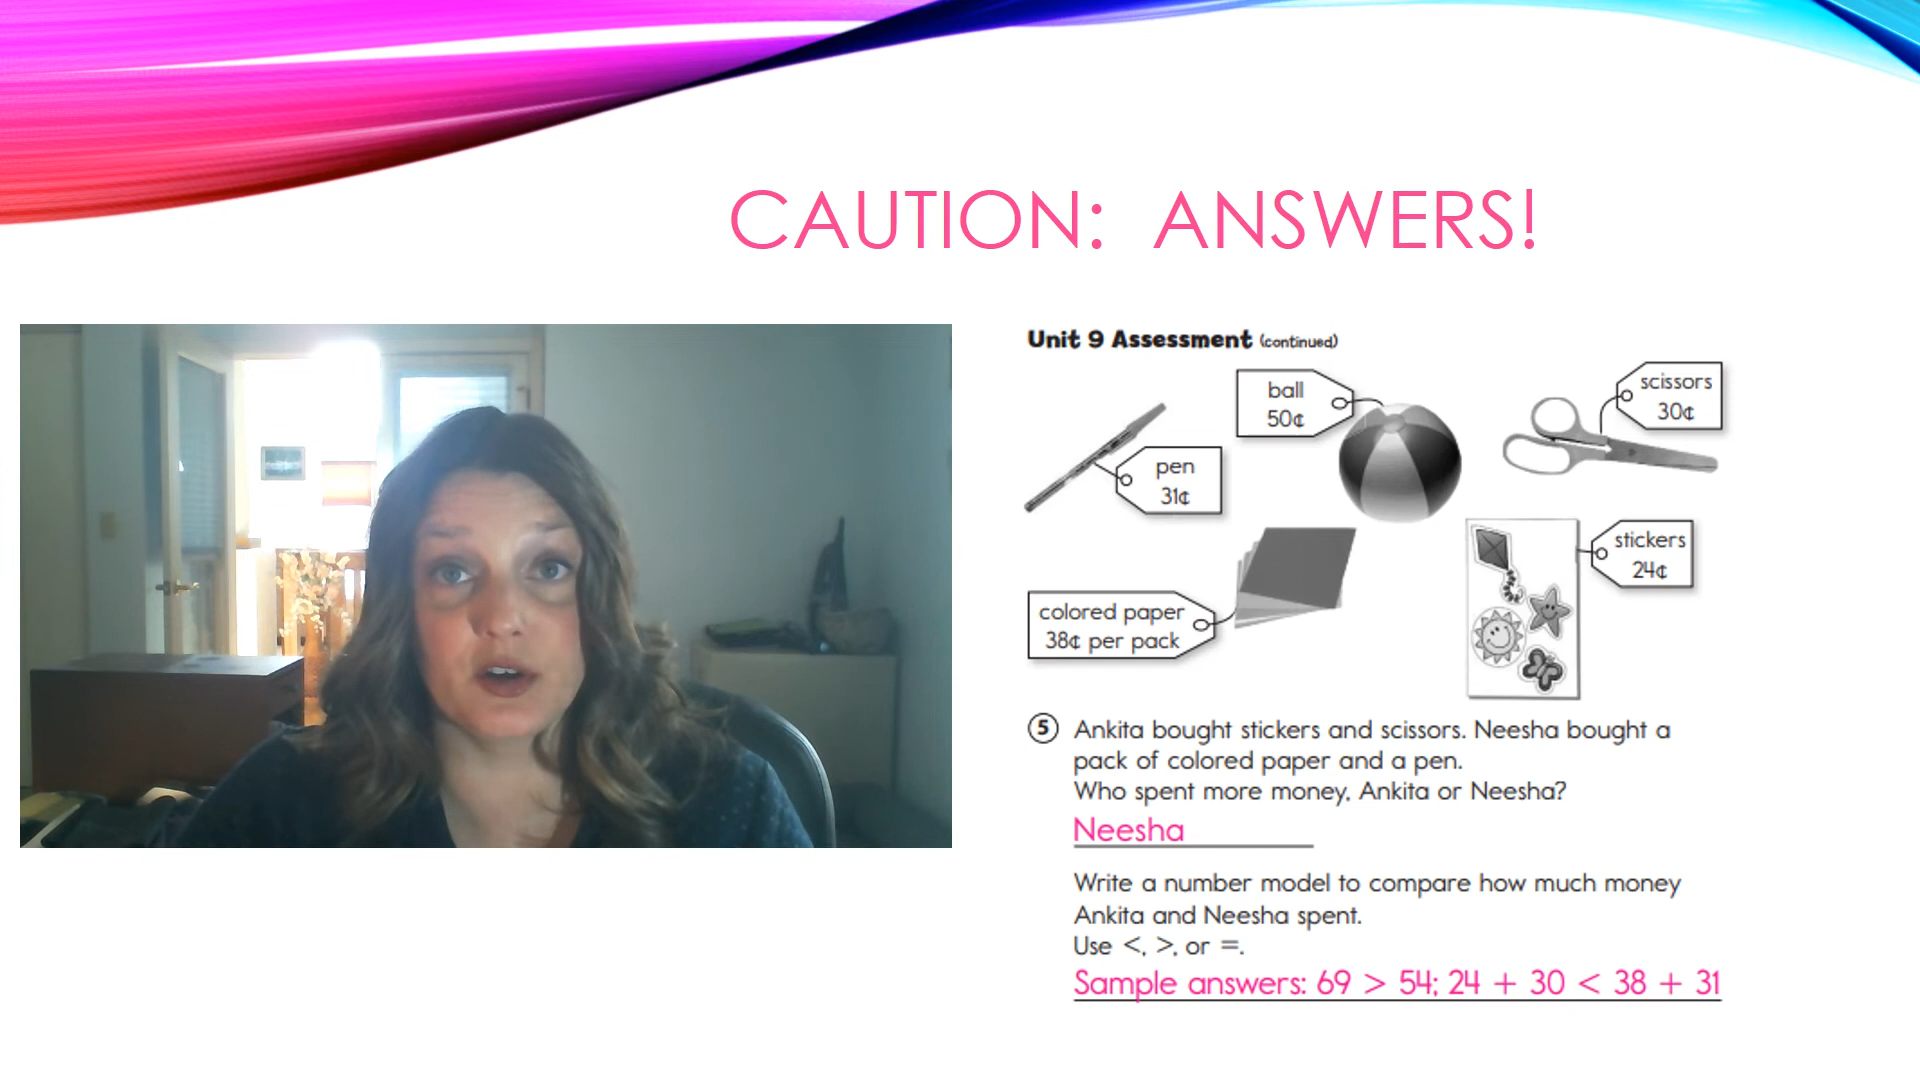 CAUTION: ANSWERS!
Unit 9 Assessment (continued)
ball
50¢
scissors
30¢
pen
31¢
stickers
24¢
colored paper
38¢ per pack
5 Ankita bought stickers and scissors. Neesha bought a
pack of colored paper and a pen.
Who spent more money, Ankita or Neesha?
Neesha
Write a number model to compare how much money
Ankita and Neesha spent.
Use <, >, or =.
Sample answers: 69 > 54; 24 + 30 < 38 + 31